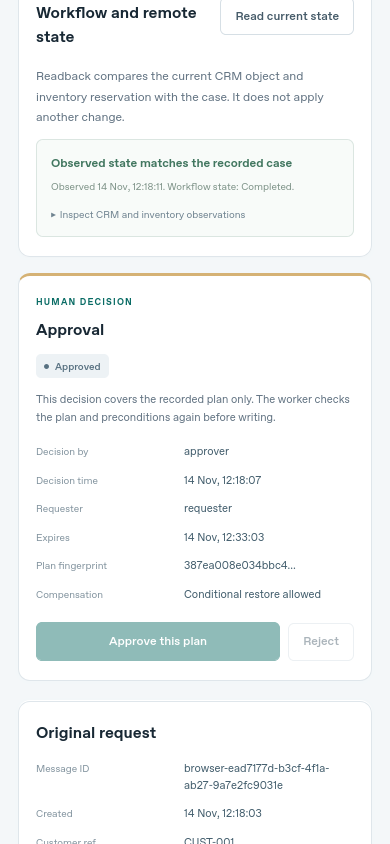 Workflow and remote
state
Read current state
Readback compares the current CRM object and
inventory reservation with the case. It does not apply
another change.
Observed state matches the recorded case
Observed 14 Nov, 12:18:11. Workflow state: Completed.
▸ Inspect CRM and inventory observations
HUMAN DECISION
Approval
Approved
This decision covers the recorded plan only. The worker checks
the plan and preconditions again before writing.
Decision by approver
Decision time 14 Nov, 12:18:07
Requester requester
Expires 14 Nov, 12:33:03
Plan fingerprint 387ea008e034bbc4...
Compensation Conditional restore allowed
Approve this plan Reject
Original request
Message ID browser-ead7177d-b3cf-4f1a-
ab27-9a7e2fc9031e
Created 14 Nov, 12:18:03
Customer ref CUST-001